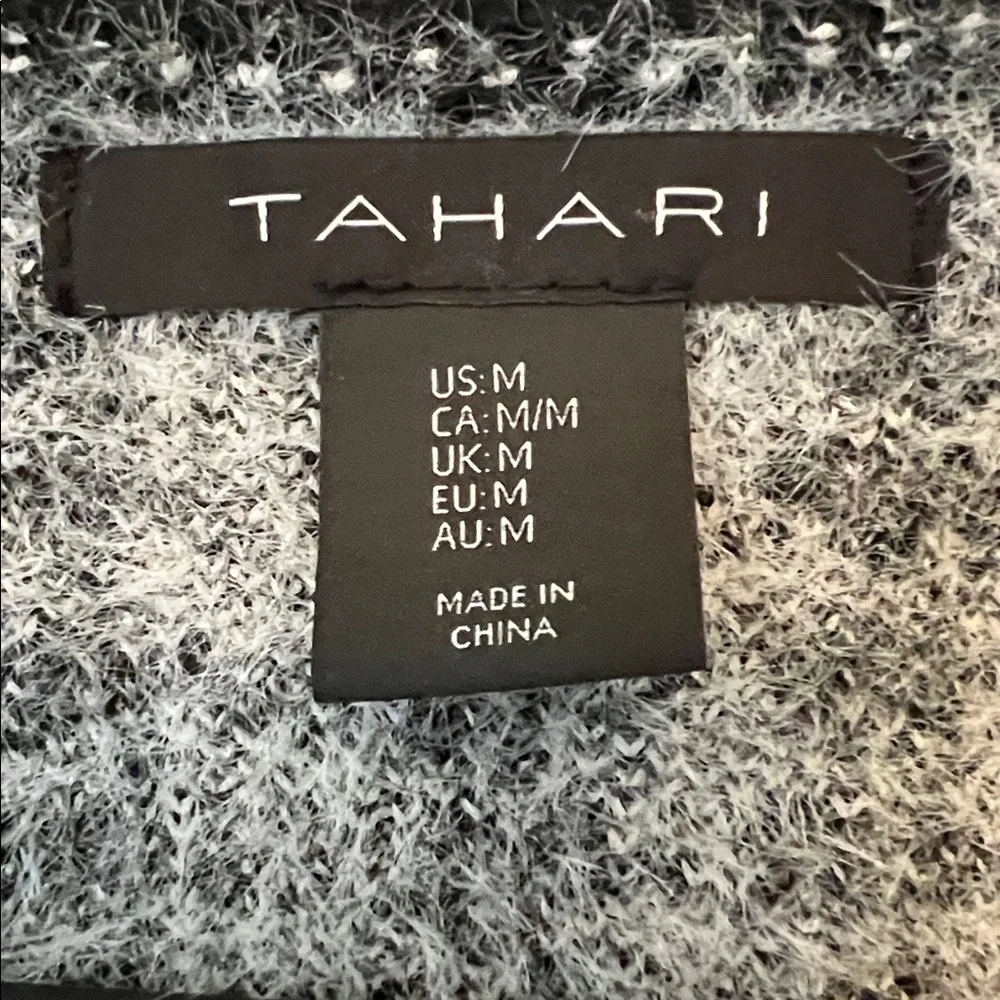 TAHARI
US: M
CA: M/M
UK: M
EU: M
AU: M
MADE IN
CHINA